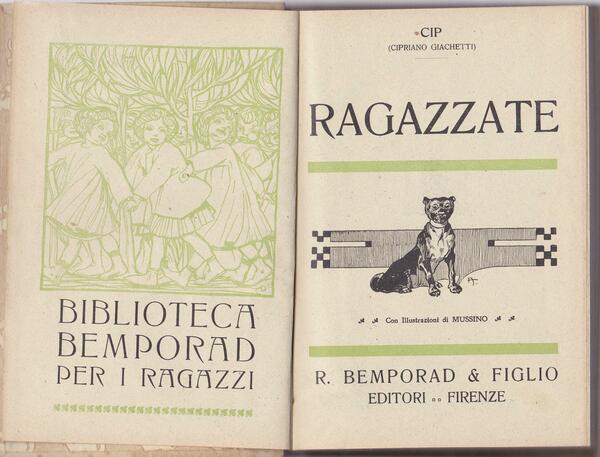 BIBLIOTECA
BEMPORAD
PER I RAGAZZI
CIP
(CIPRIANO GIACHETTI)
RAGAZZATE
Con Illustrazioni di MUSSINO
R. BEMPORAD & FIGLIO
EDITORI FIRENZE